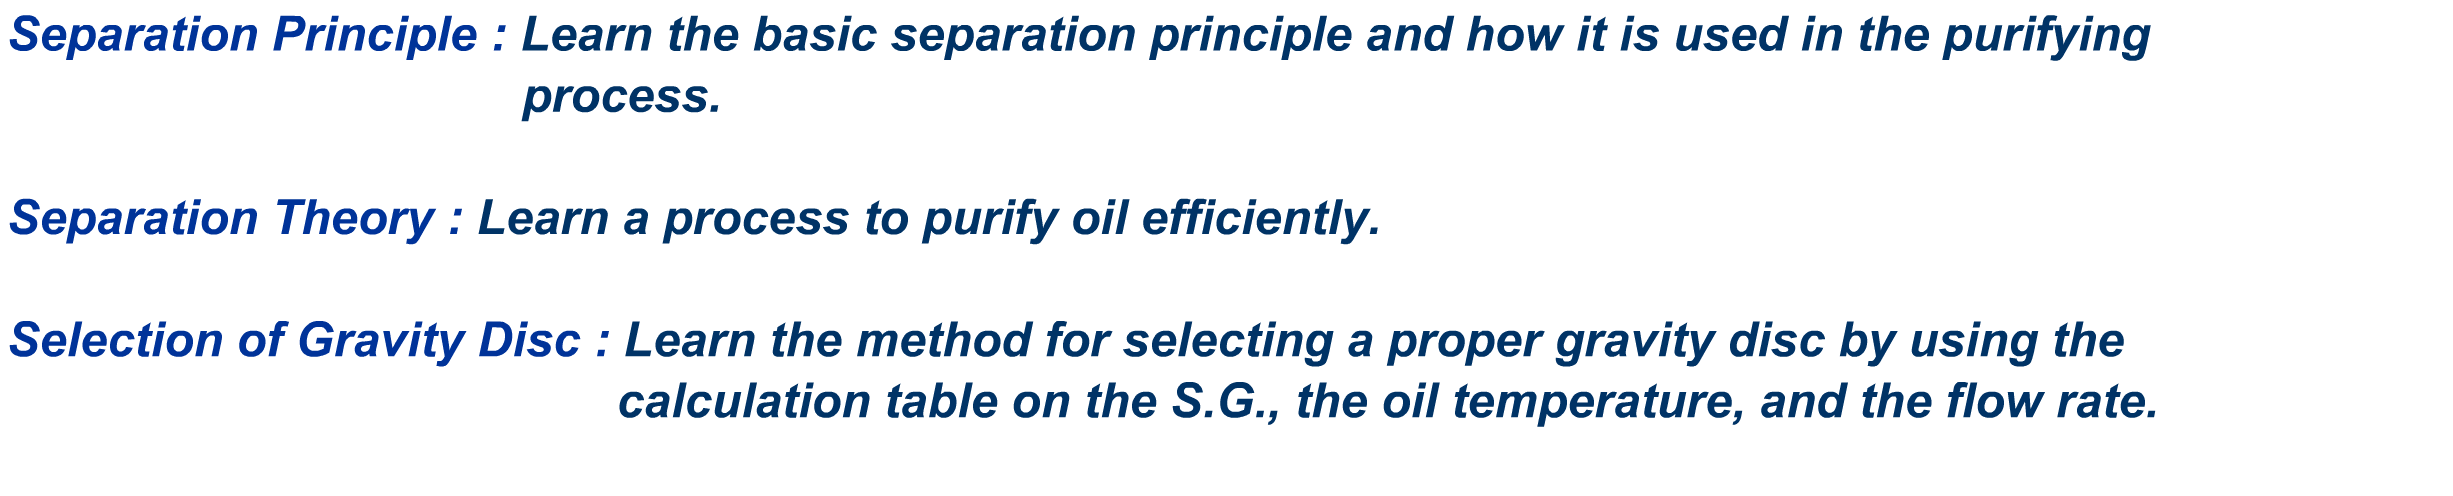 Separation Principle : Learn the basic separation principle and how it is used in the purifying
process.
Separation Theory : Learn a process to purify oil efficiently.
Selection of Gravity Disc : Learn the method for selecting a proper gravity disc by using the
calculation table on the S.G., the oil temperature, and the flow rate.